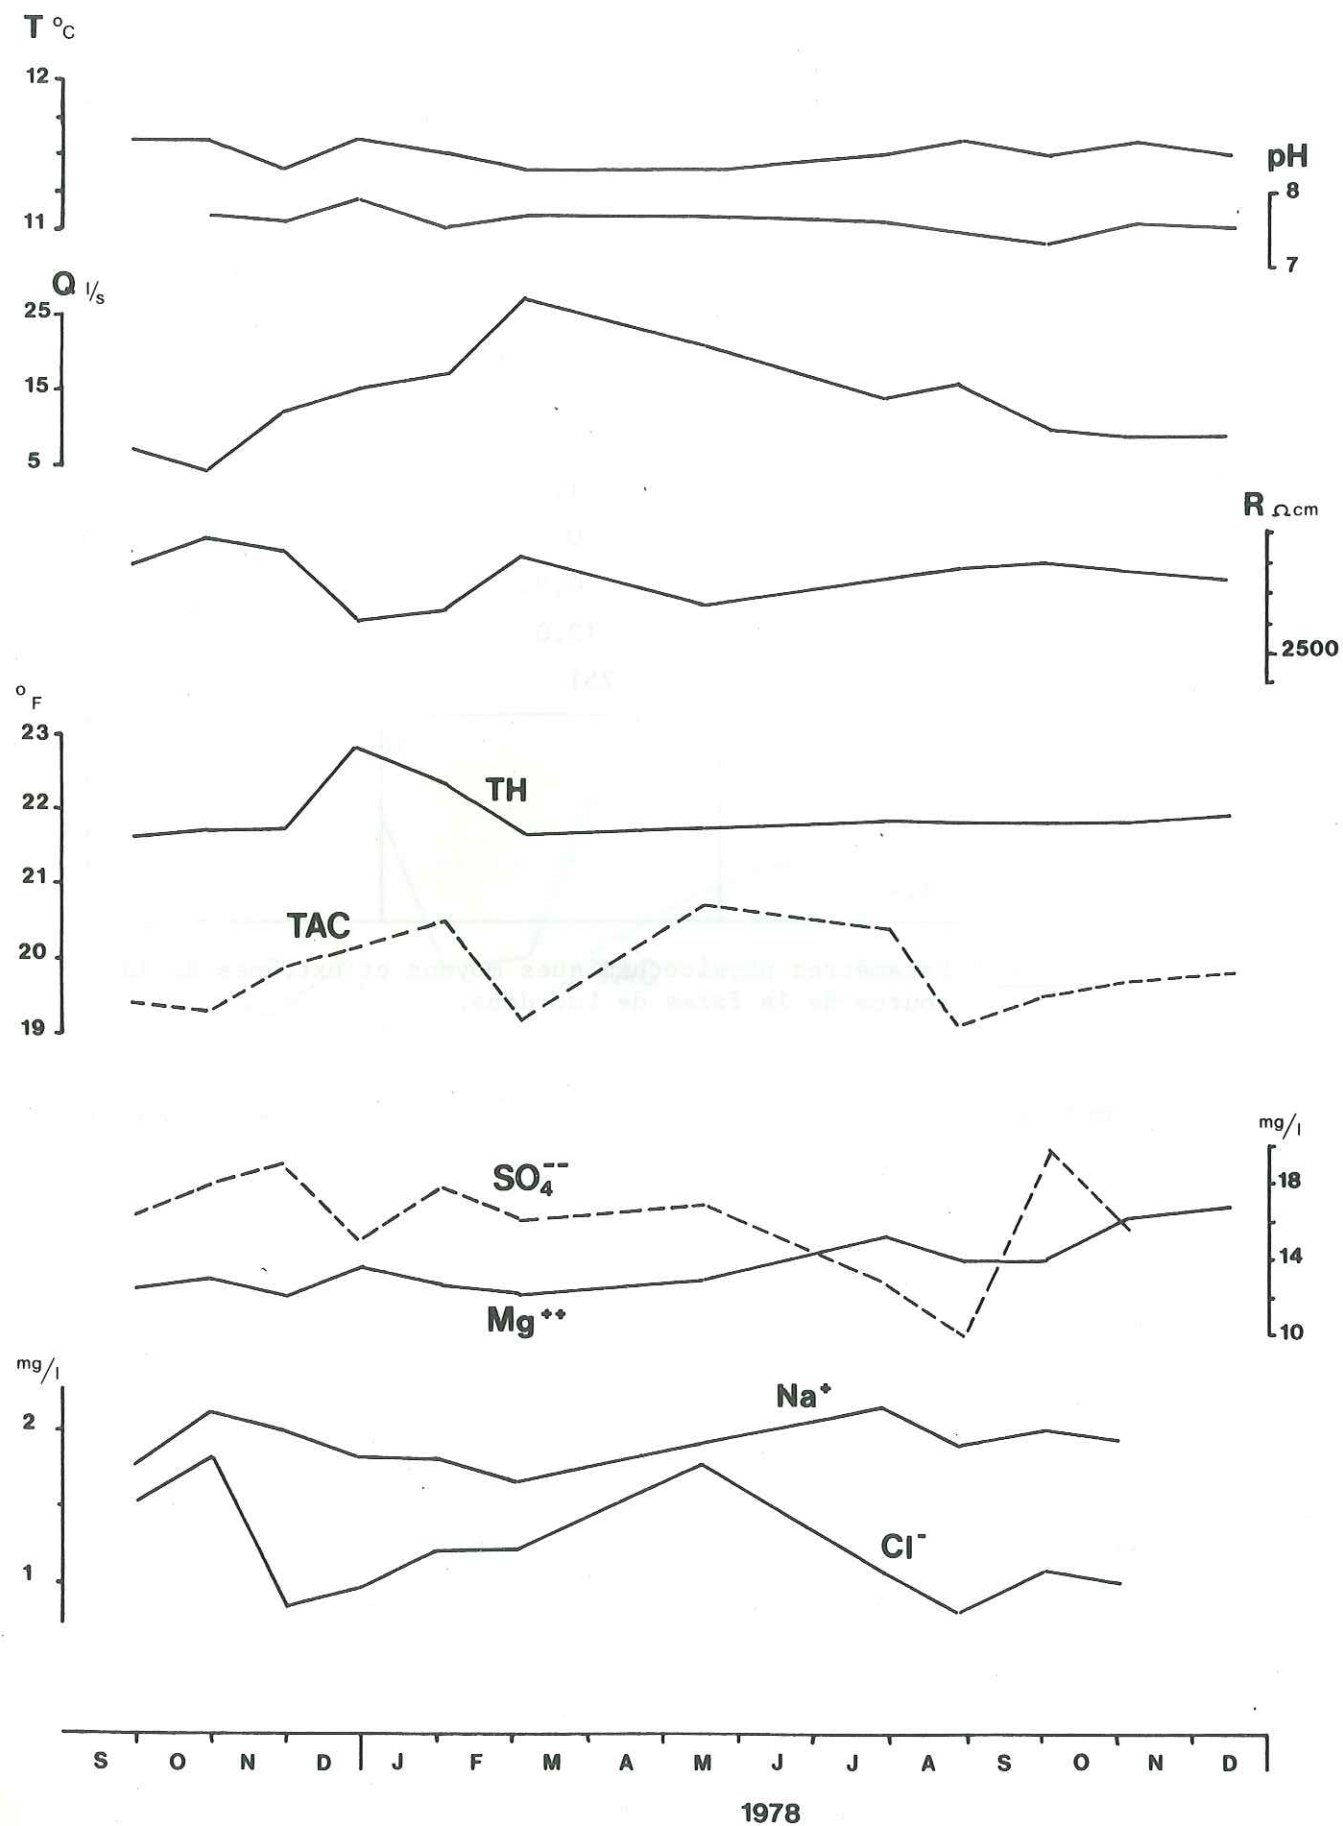 T °C
12
11
pH
8
7
Q l/s
25
15
5
R Ωcm
2500
°F
23
22
21
20
19
TH
TAC
mg/l
18
14
10
SO₄⁻⁻
Mg⁺⁺
mg/l
2
1
Na⁺
Cl⁻
S O N D J F M A M J J A S O N D
1978